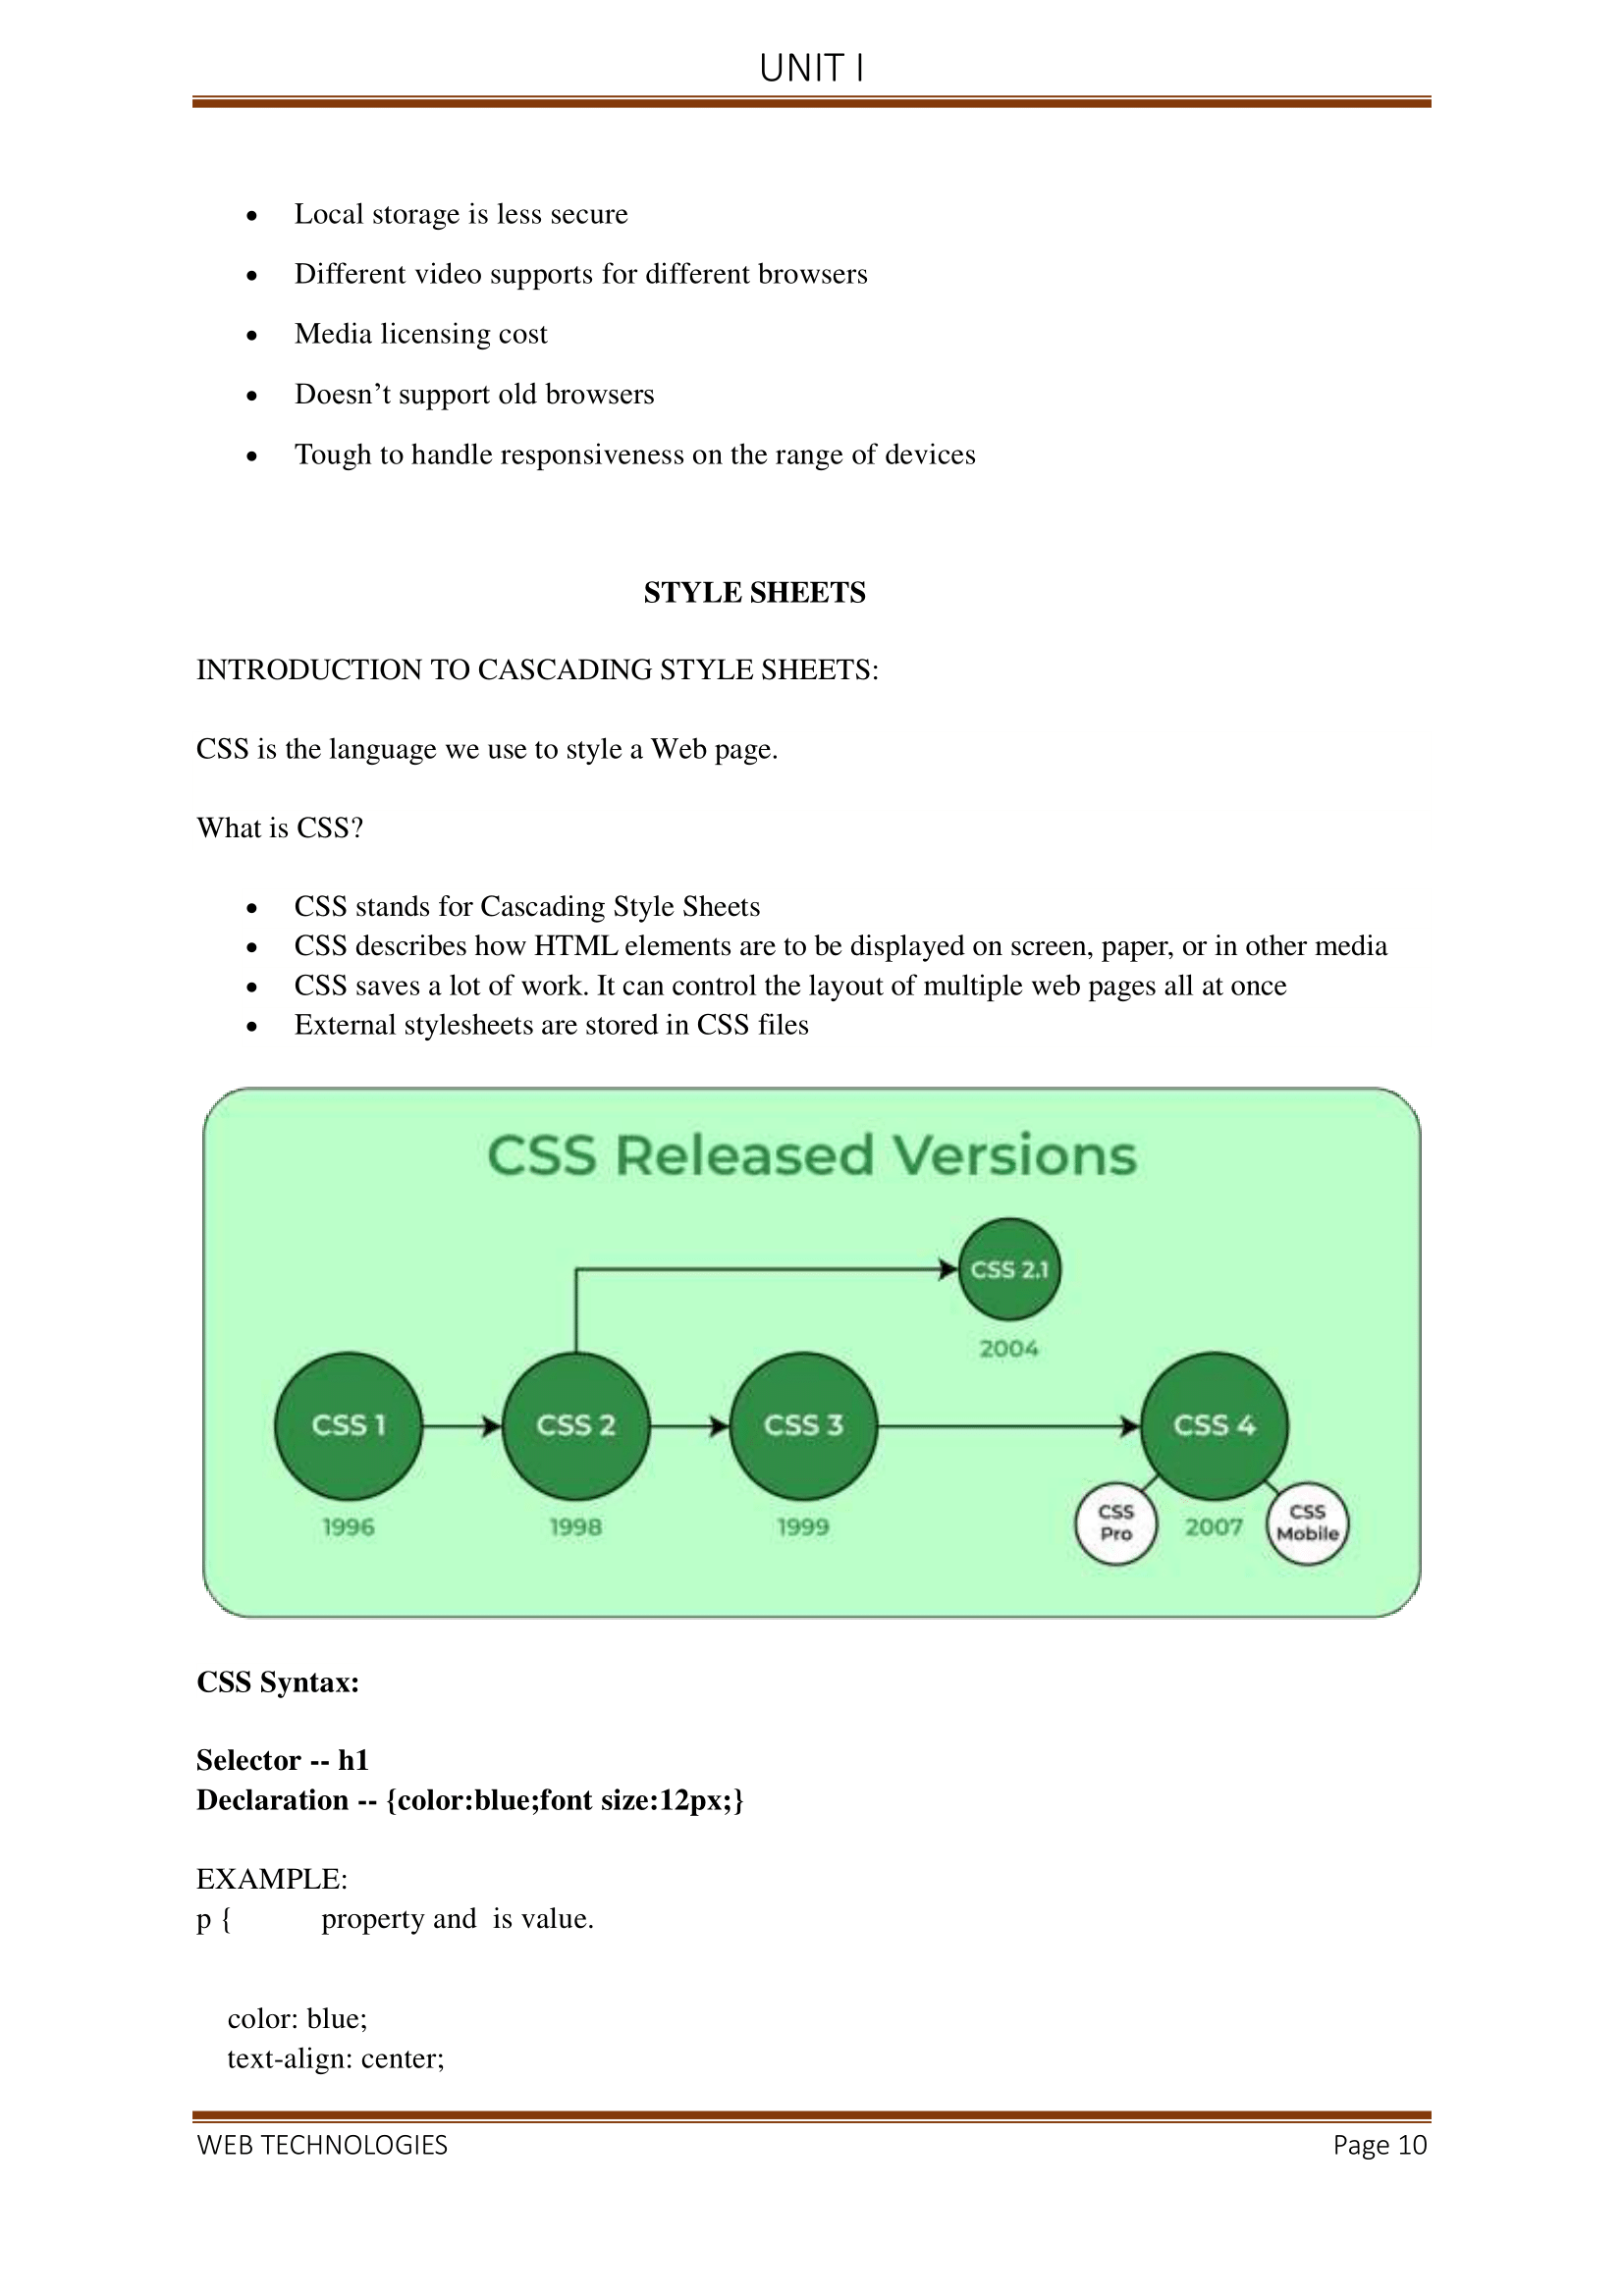 UNIT I
• Local storage is less secure
• Different video supports for different browsers
• Media licensing cost
• Doesn’t support old browsers
• Tough to handle responsiveness on the range of devices
STYLE SHEETS
INTRODUCTION TO CASCADING STYLE SHEETS:
CSS is the language we use to style a Web page.
What is CSS?
• CSS stands for Cascading Style Sheets
• CSS describes how HTML elements are to be displayed on screen, paper, or in other media
• CSS saves a lot of work. It can control the layout of multiple web pages all at once
• External stylesheets are stored in CSS files
CSS Released Versions
CSS 2.1
2004
CSS 1
CSS 2
CSS 3
CSS 4
1996
1998
1999
CSS
Pro
2007
CSS
Mobile
CSS Syntax:
Selector -- h1
Declaration -- {color:blue;font size:12px;}
EXAMPLE:
p { property and is value.
color: blue;
text-align: center;
WEB TECHNOLOGIES Page 10